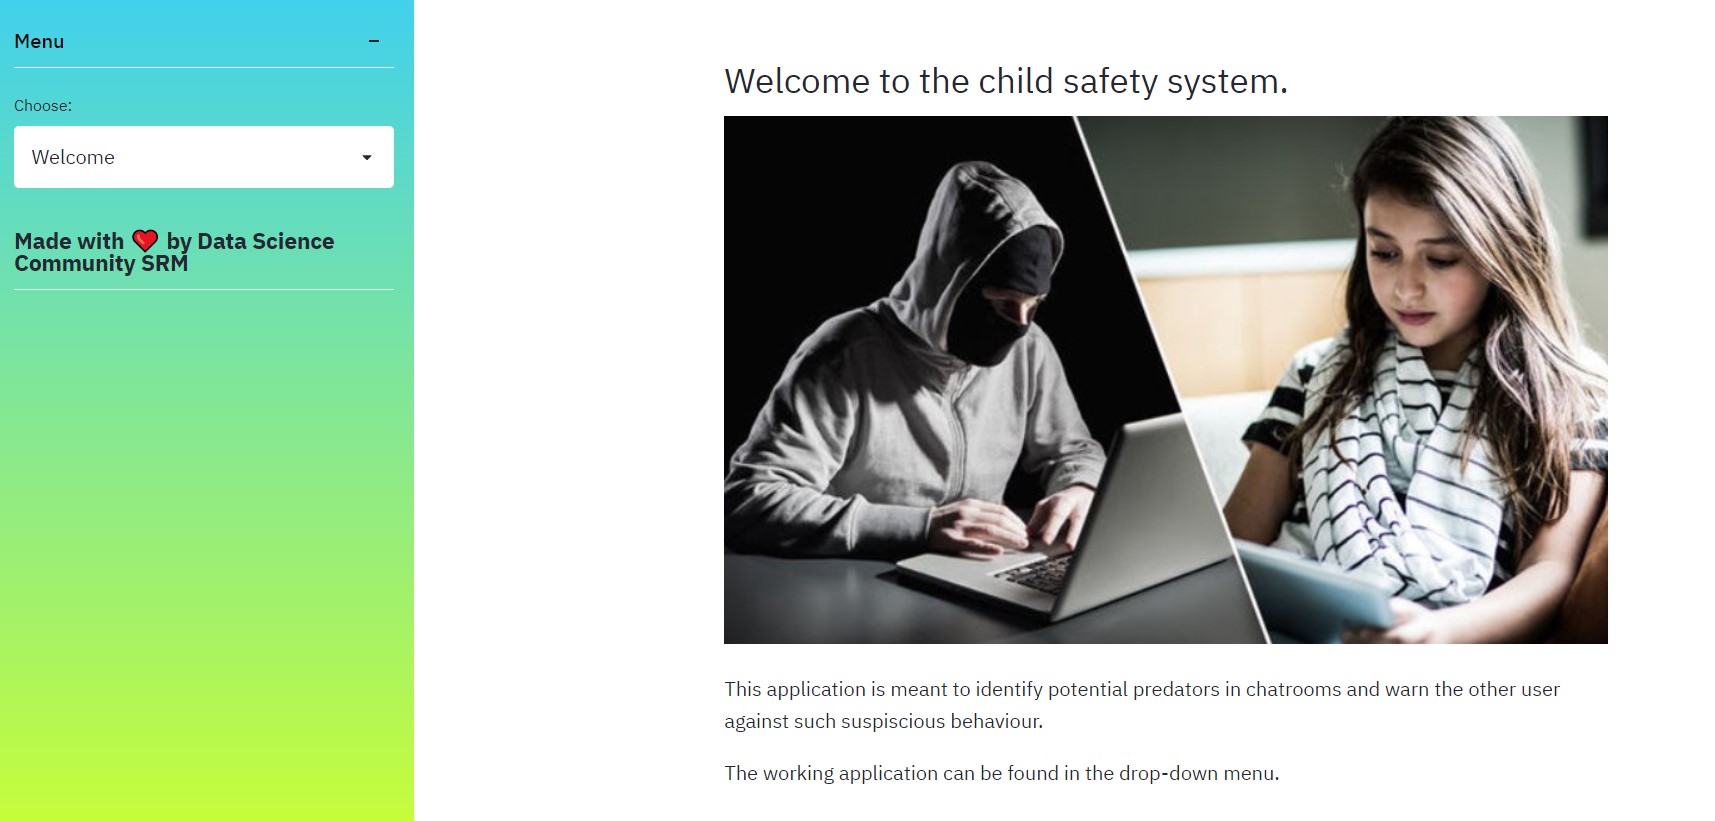 Menu
Choose:
Welcome
Made with ❤️ by Data Science
Community SRM
Welcome to the child safety system.
This application is meant to identify potential predators in chatrooms and warn the other user
against such suspiscious behaviour.
The working application can be found in the drop-down menu.